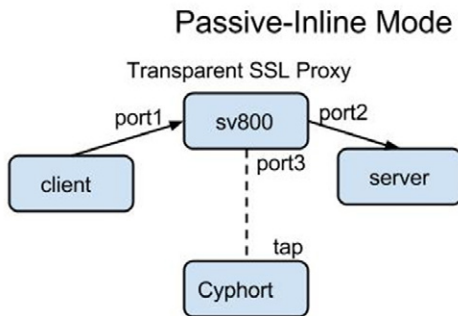 Passive-Inline Mode
Transparent SSL Proxy
port1
sv800
port2
port3
client
server
tap
Cyphort